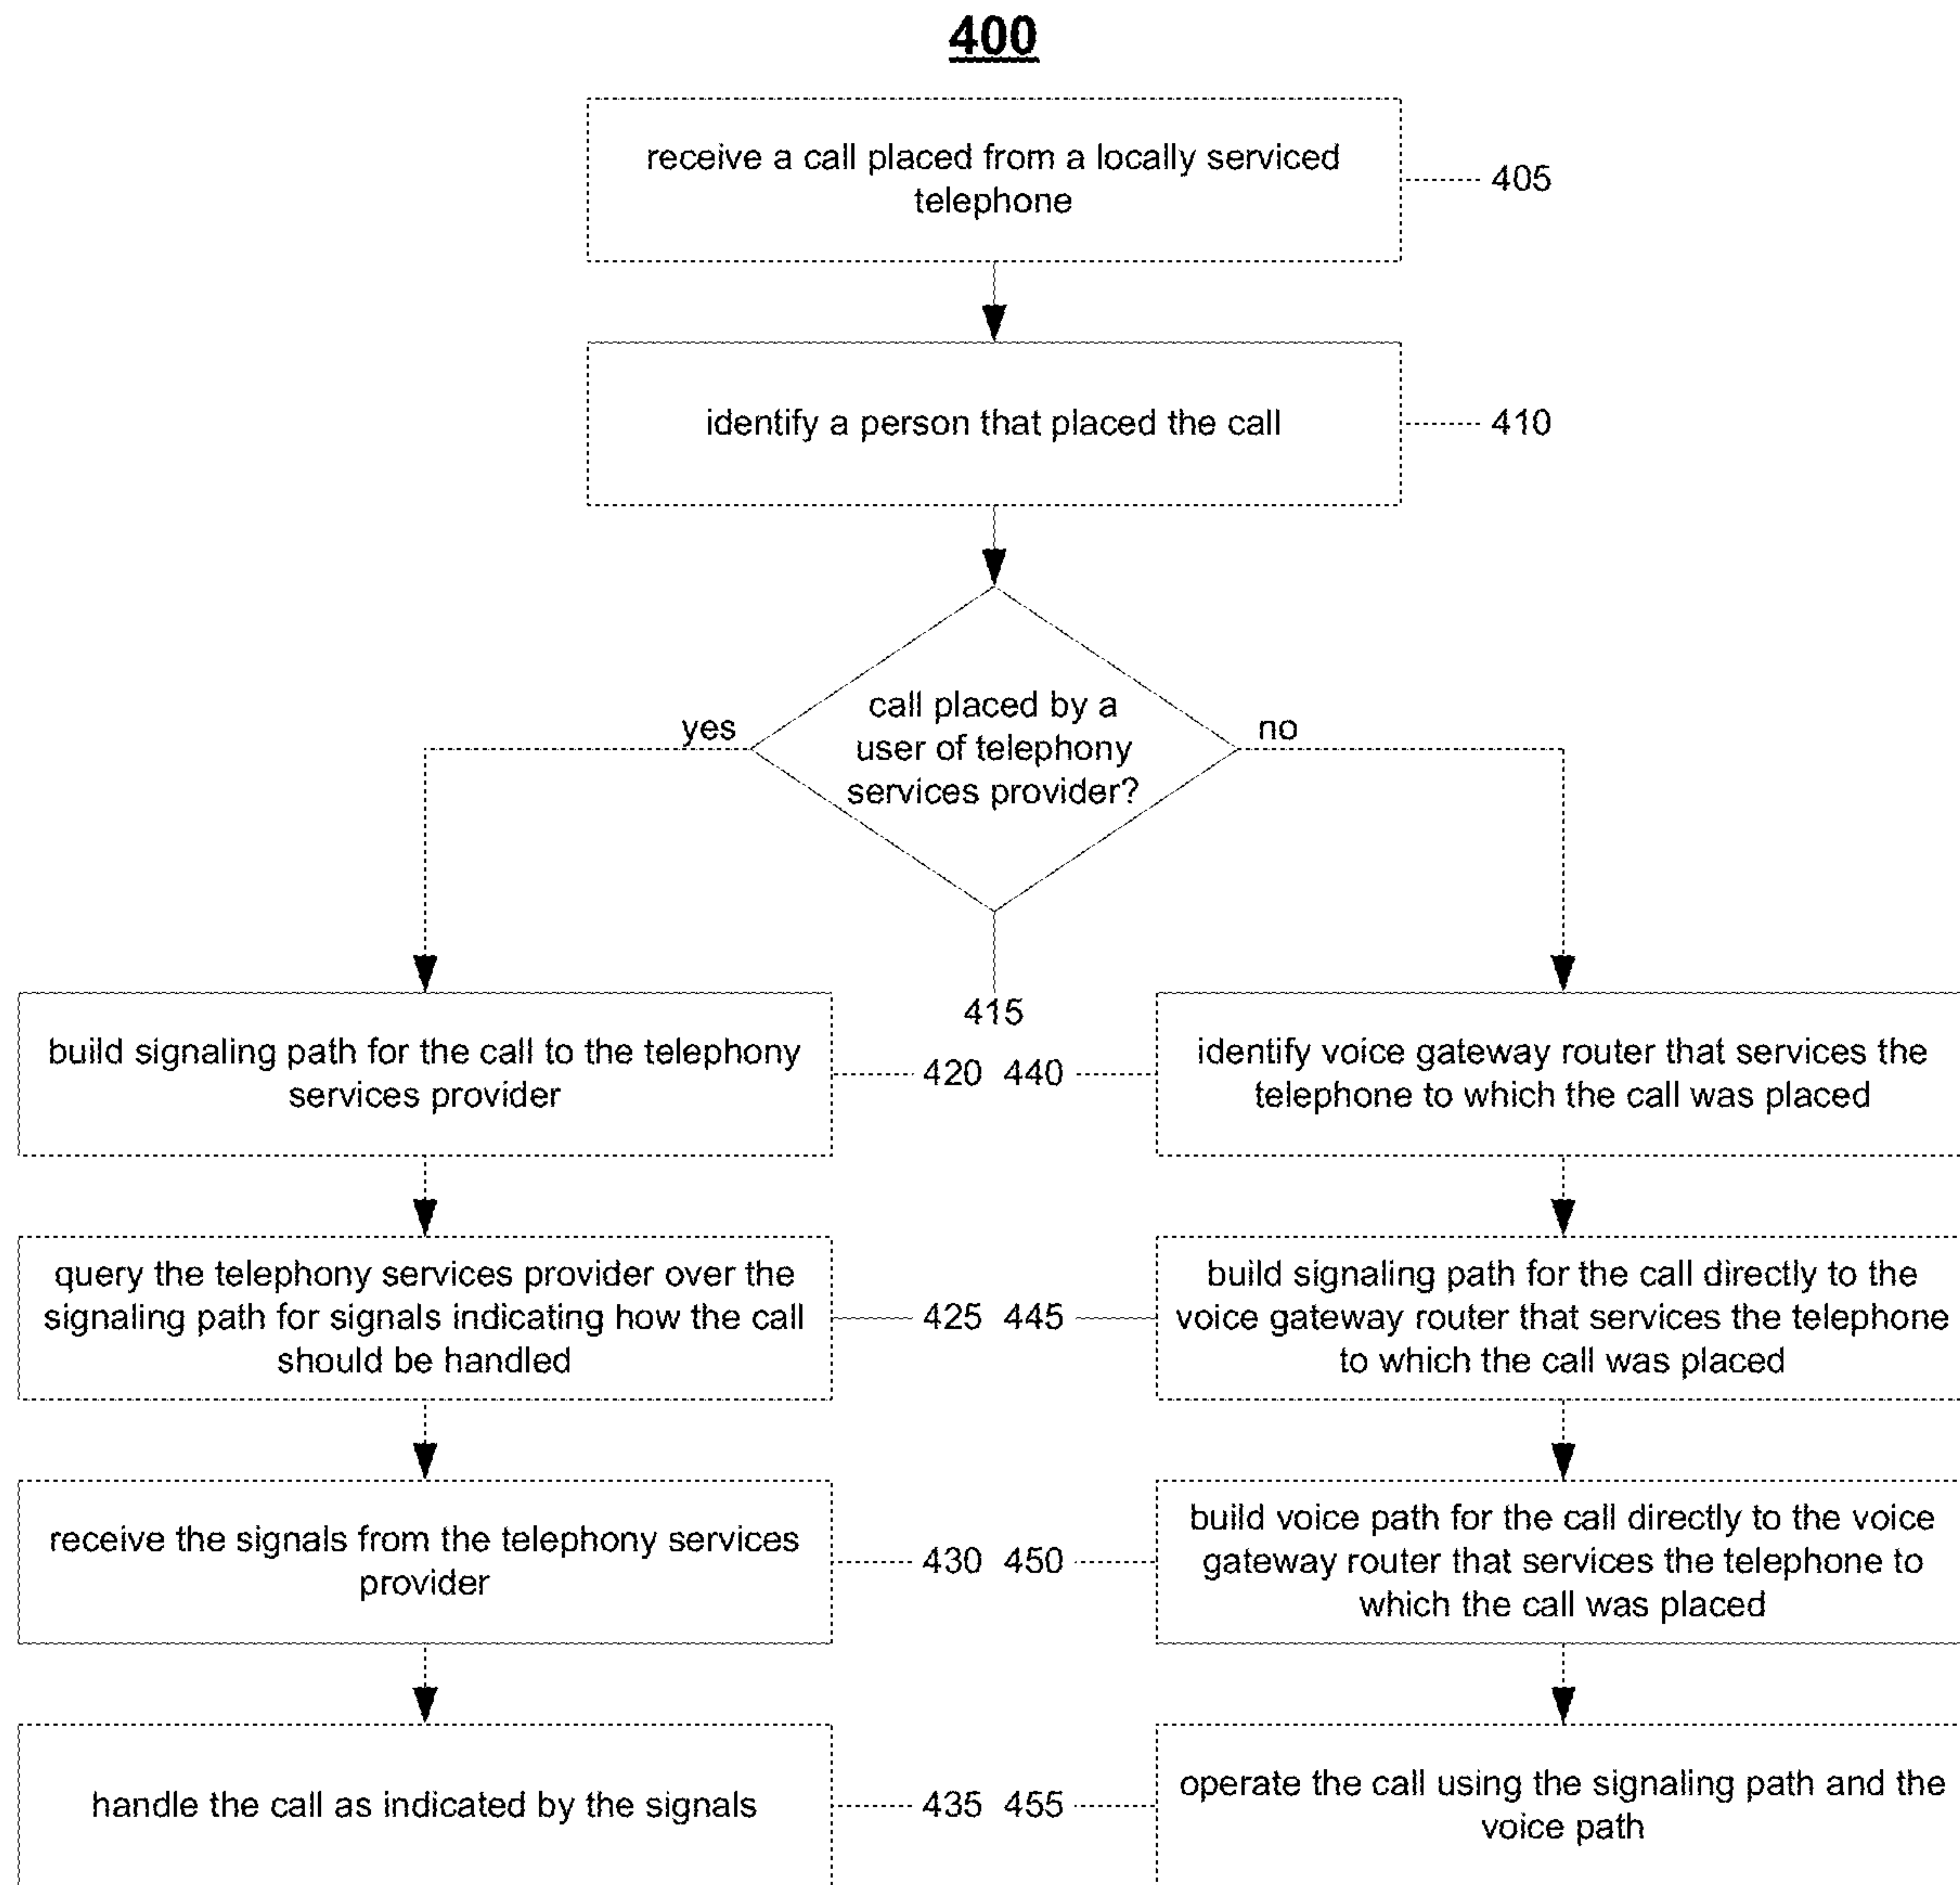 400
receive a call placed from a locally serviced
telephone
405
identify a person that placed the call
410
call placed by a
user of telephony
services provider?
yes
no
415
build signaling path for the call to the telephony
services provider
420
440
identify voice gateway router that services the
telephone to which the call was placed
query the telephony services provider over the
signaling path for signals indicating how the call
should be handled
425
445
build signaling path for the call directly to the
voice gateway router that services the telephone
to which the call was placed
receive the signals from the telephony services
provider
430
450
build voice path for the call directly to the voice
gateway router that services the telephone to
which the call was placed
handle the call as indicated by the signals
435
455
operate the call using the signaling path and the
voice path